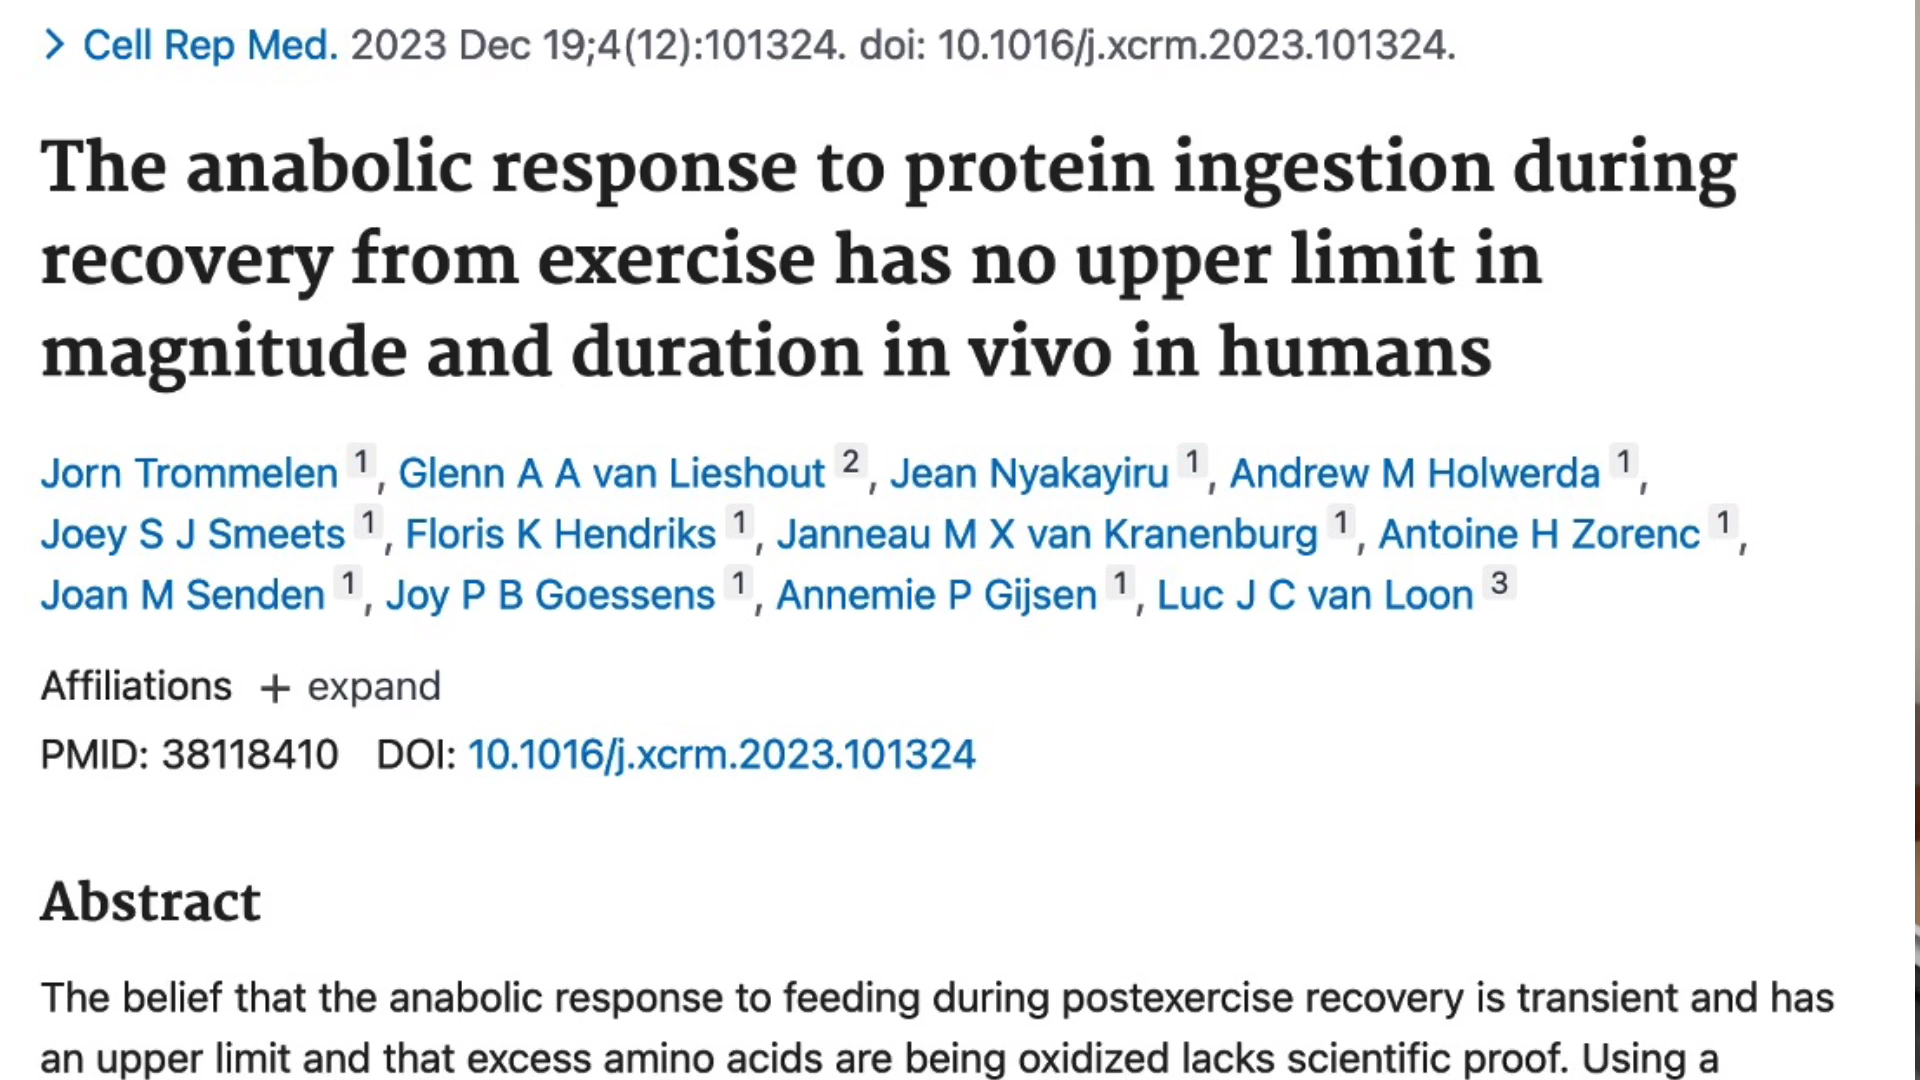 > Cell Rep Med. 2023 Dec 19;4(12):101324. doi: 10.1016/j.xcrm.2023.101324.
The anabolic response to protein ingestion during
recovery from exercise has no upper limit in
magnitude and duration in vivo in humans
Jorn Trommelen 1, Glenn A A van Lieshout 2, Jean Nyakayiru 1, Andrew M Holwerda 1,
Joey S J Smeets 1, Floris K Hendriks 1, Janneau M X van Kranenburg 1, Antoine H Zorenc 1,
Joan M Senden 1, Joy P B Goessens 1, Annemie P Gijsen 1, Luc J C van Loon 3
Affiliations + expand
PMID: 38118410 DOI: 10.1016/j.xcrm.2023.101324
Abstract
The belief that the anabolic response to feeding during postexercise recovery is transient and has
an upper limit and that excess amino acids are being oxidized lacks scientific proof. Using a